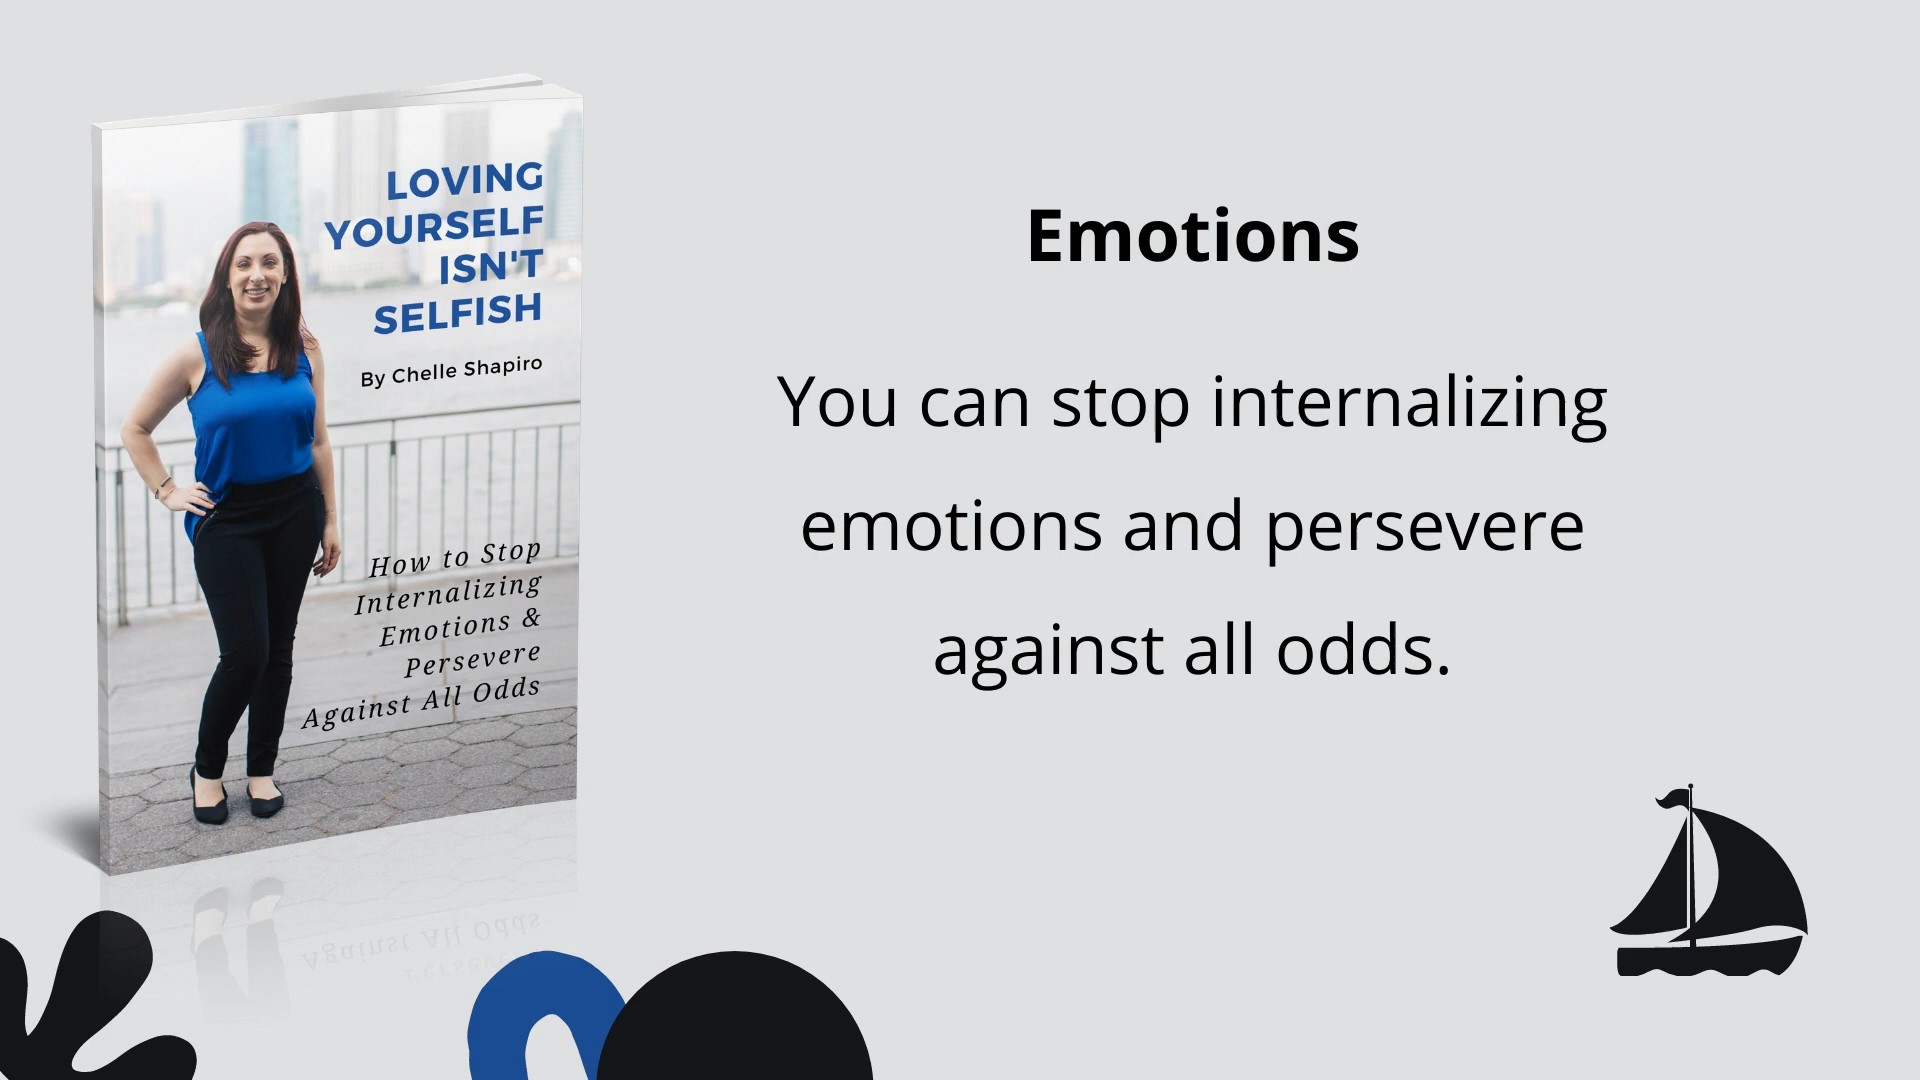 LOVING
YOURSELF
ISN'T
SELFISH
By Chelle Shapiro
How to Stop
Internalizing
Emotions &
Persevere
Against All Odds
Emotions
You can stop internalizing
emotions and persevere
against all odds.